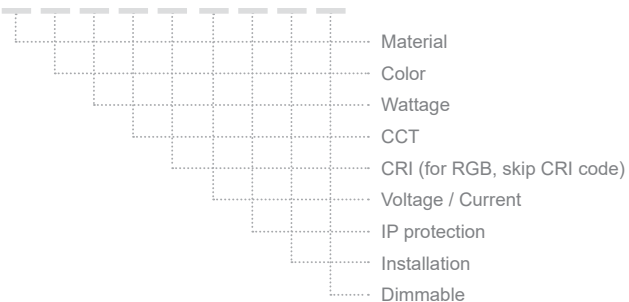 Material
Color
Wattage
CCT
CRI (for RGB, skip CRI code)
Voltage / Current
IP protection
Installation
Dimmable